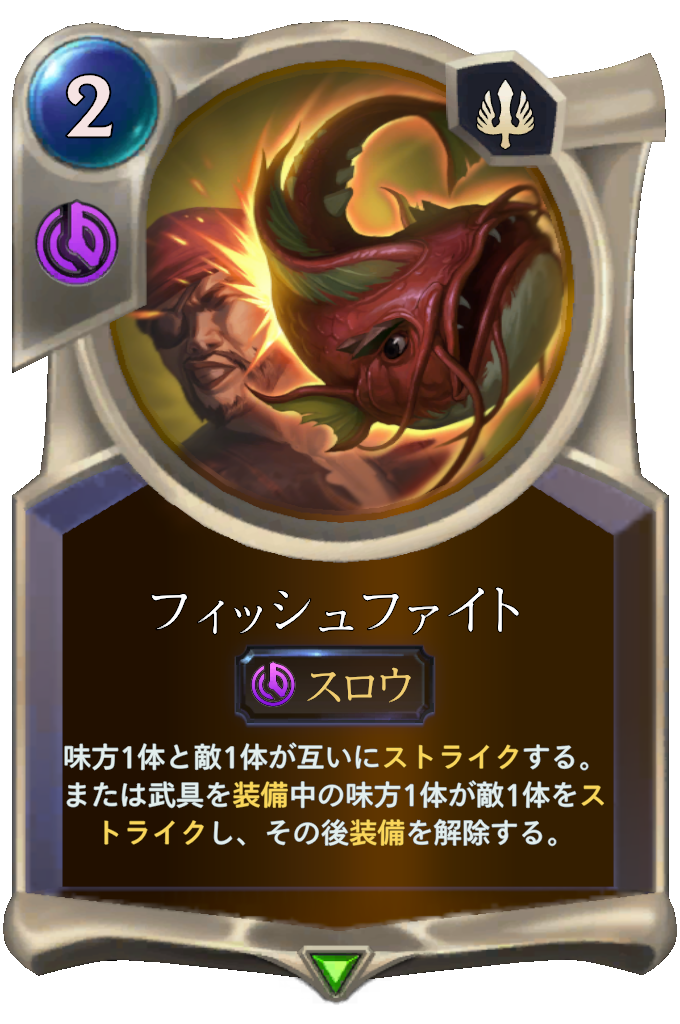 2
フィッシュファイト
スロウ
味方1体と敵1体が互いにストライクする。
または武具を装備中の味方1体が敵1体をス
トライクし、その後装備を解除する。